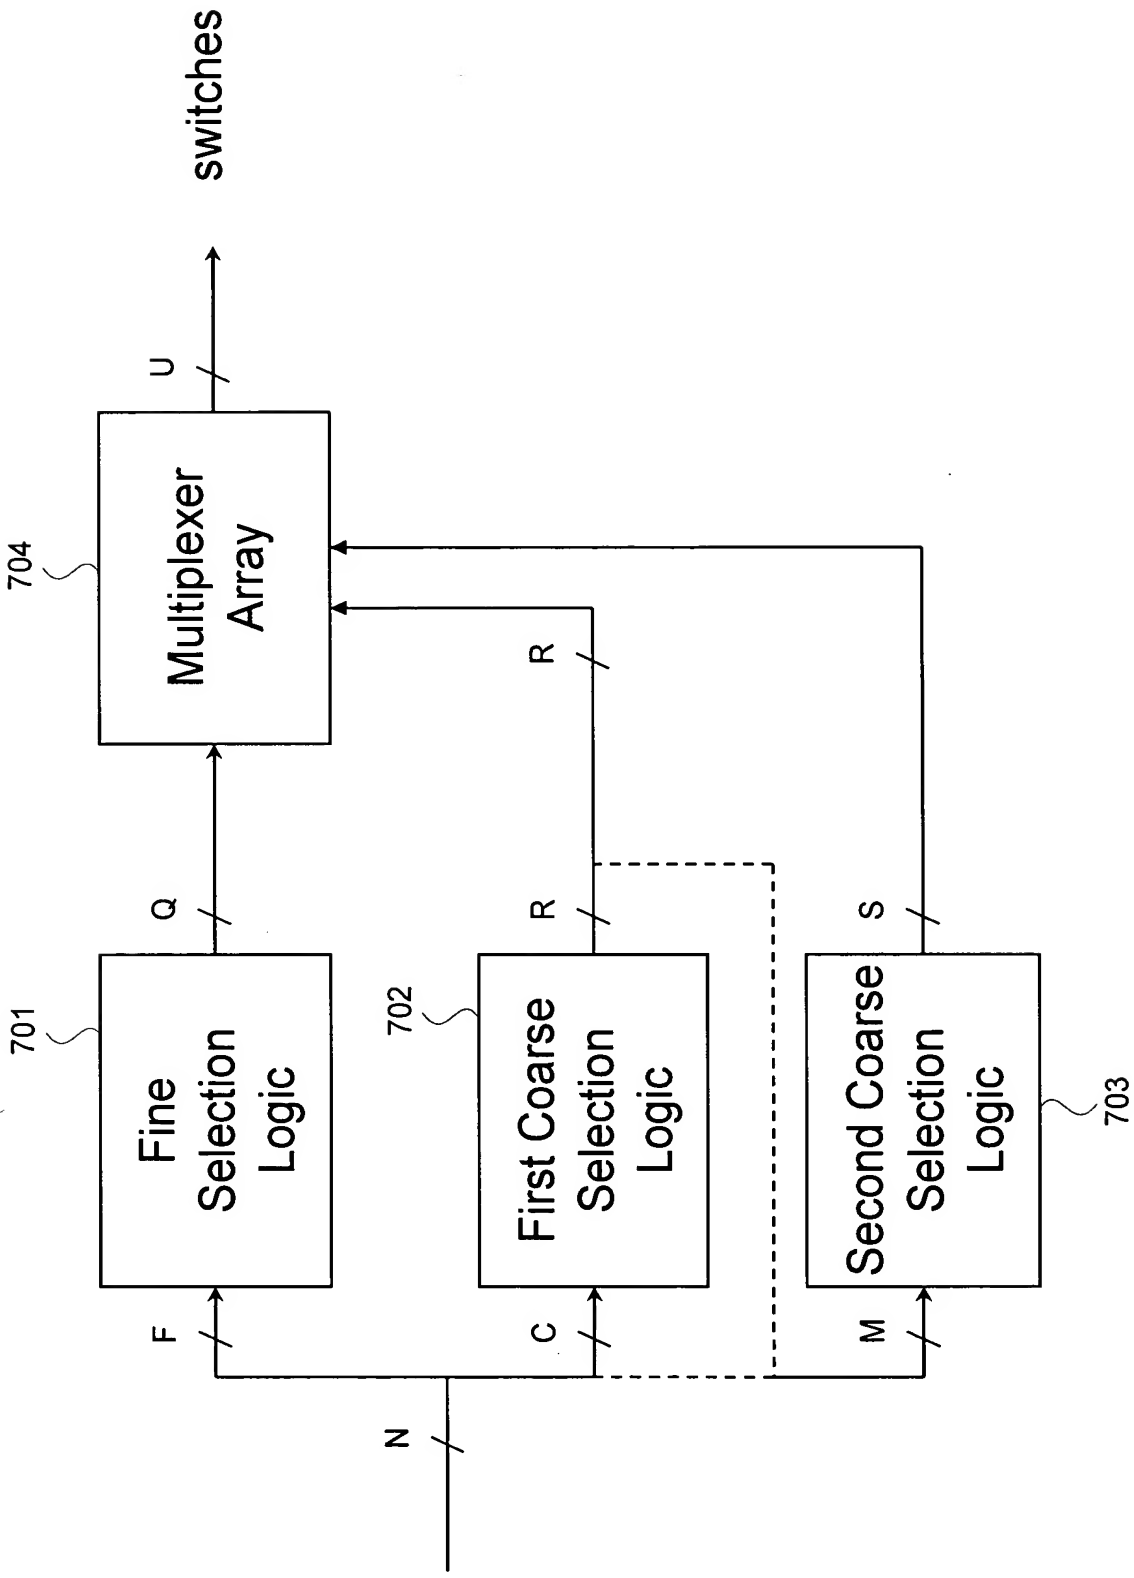 N
F
C
M
701
Fine
Selection
Logic
702
First Coarse
Selection
Logic
703
Second Coarse
Selection
Logic
Q
R
S
R
704
Multiplexer
Array
U
switches